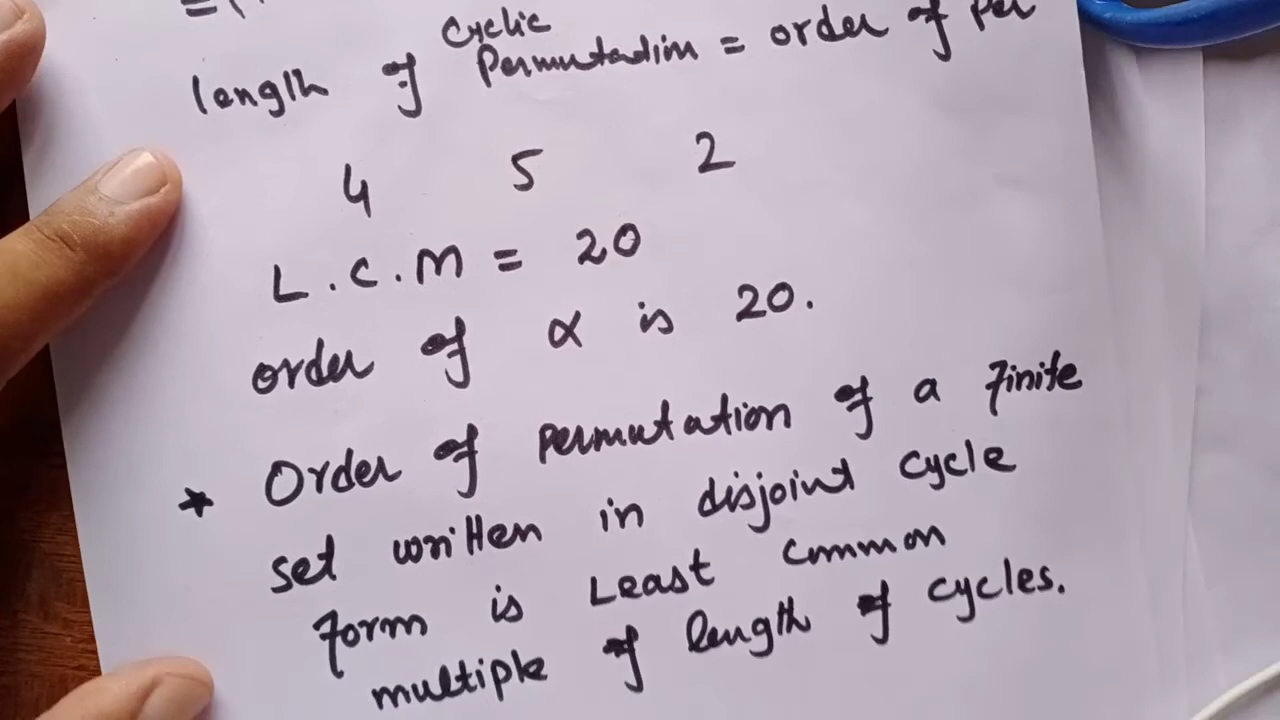 Cyclic
length of Permutation = order of Per
4 5 2
L.C.M = 20
order of α is 20.
* Order of permutation of a finite
set written in disjoint cycle
form is Least Common
multiple of length of cycles.